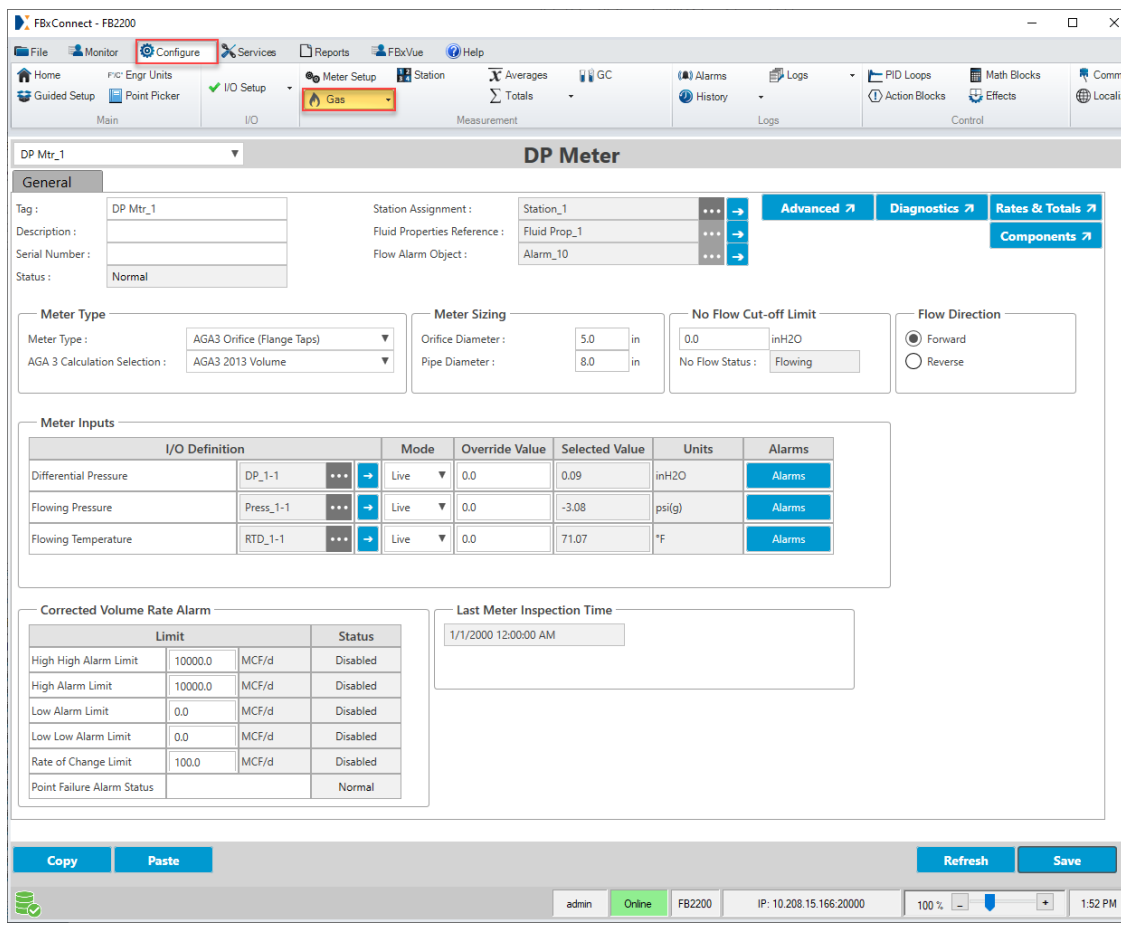 FBxConnect - FB2200
File Monitor Configure Services Reports FBxVue Help
Home Engr Units I/O Setup Meter Setup Station Averages GC Alarms Logs PID Loops Math Blocks Comm
Guided Setup Point Picker Gas Totals History Action Blocks Effects Locali
Main I/O Measurement Logs Control
DP Mtr_1 DP Meter
General
Tag : DP Mtr_1 Station Assignment : Station_1 Advanced Diagnostics Rates & Totals
Description : Fluid Properties Reference : Fluid Prop_1 Components
Serial Number : Flow Alarm Object : Alarm_10
Status : Normal
Meter Type Meter Sizing No Flow Cut-off Limit Flow Direction
Meter Type : AGA3 Orifice (Flange Taps) Orifice Diameter : 5.0 in 0.0 inH2O Forward
AGA 3 Calculation Selection : AGA3 2013 Volume Pipe Diameter : 8.0 in No Flow Status : Flowing Reverse
Meter Inputs
I/O Definition Mode Override Value Selected Value Units Alarms
Differential Pressure DP_1-1 ... Live 0.0 0.09 inH2O Alarms
Flowing Pressure Press_1-1 ... Live 0.0 -3.08 psi(g) Alarms
Flowing Temperature RTD_1-1 ... Live 0.0 71.07 °F Alarms
Corrected Volume Rate Alarm Last Meter Inspection Time
Limit Status 1/1/2000 12:00:00 AM
High High Alarm Limit 10000.0 MCF/d Disabled
High Alarm Limit 10000.0 MCF/d Disabled
Low Alarm Limit 0.0 MCF/d Disabled
Low Low Alarm Limit 0.0 MCF/d Disabled
Rate of Change Limit 100.0 MCF/d Disabled
Point Failure Alarm Status Normal
Copy Paste Refresh Save
admin Online FB2200 IP: 10.208.15.166:20000 100 % - + 1:52 PM